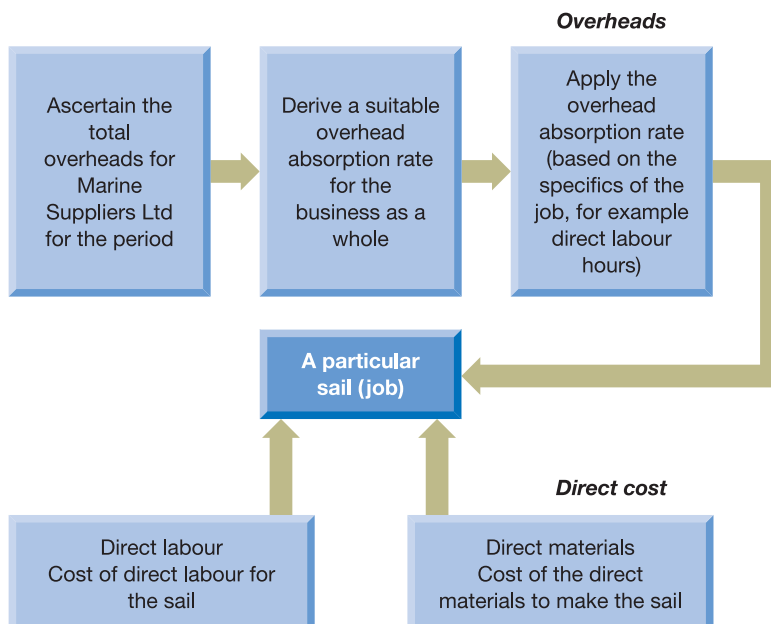 Overheads
Ascertain the
total
overheads for
Marine
Suppliers Ltd
for the period
Derive a suitable
overhead
absorption rate
for the
business as a
whole
Apply the
overhead
absorption rate
(based on the
specifics of the
job, for example
direct labour
hours)
A particular
sail (job)
Direct cost
Direct labour
Cost of direct labour for
the sail
Direct materials
Cost of the direct
materials to make the sail